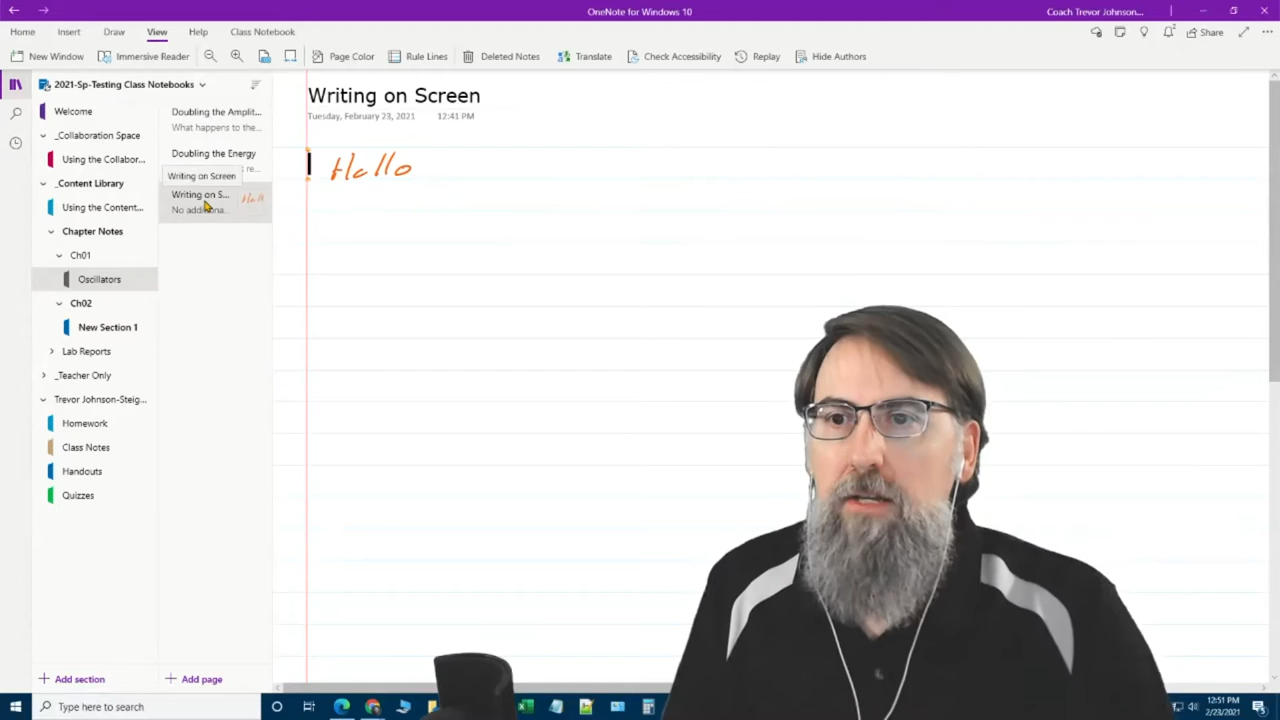 OneNote for Windows 10
Coach Trevor Johnson...
Home Insert Draw View Help Class Notebook
Share
New Window Immersive Reader Page Color Rule Lines Deleted Notes Translate Check Accessibility Replay Hide Authors
2021-Sp-Testing Class Notebooks
Welcome
_Collaboration Space
Using the Collabor...
_Content Library
Using the Content...
Chapter Notes
Ch01
Oscillators
Ch02
New Section 1
Lab Reports
_Teacher Only
Trevor Johnson-Steig...
Homework
Class Notes
Handouts
Quizzes
Add section
Doubling the Amplit...
What happens to the...
Doubling the Energy
Writing on Screen
Writing on S...
No additiona...
Add page
Writing on Screen
Tuesday, February 23, 2021 12:41 PM
Hello
Type here to search
12:51 PM
2/23/2021